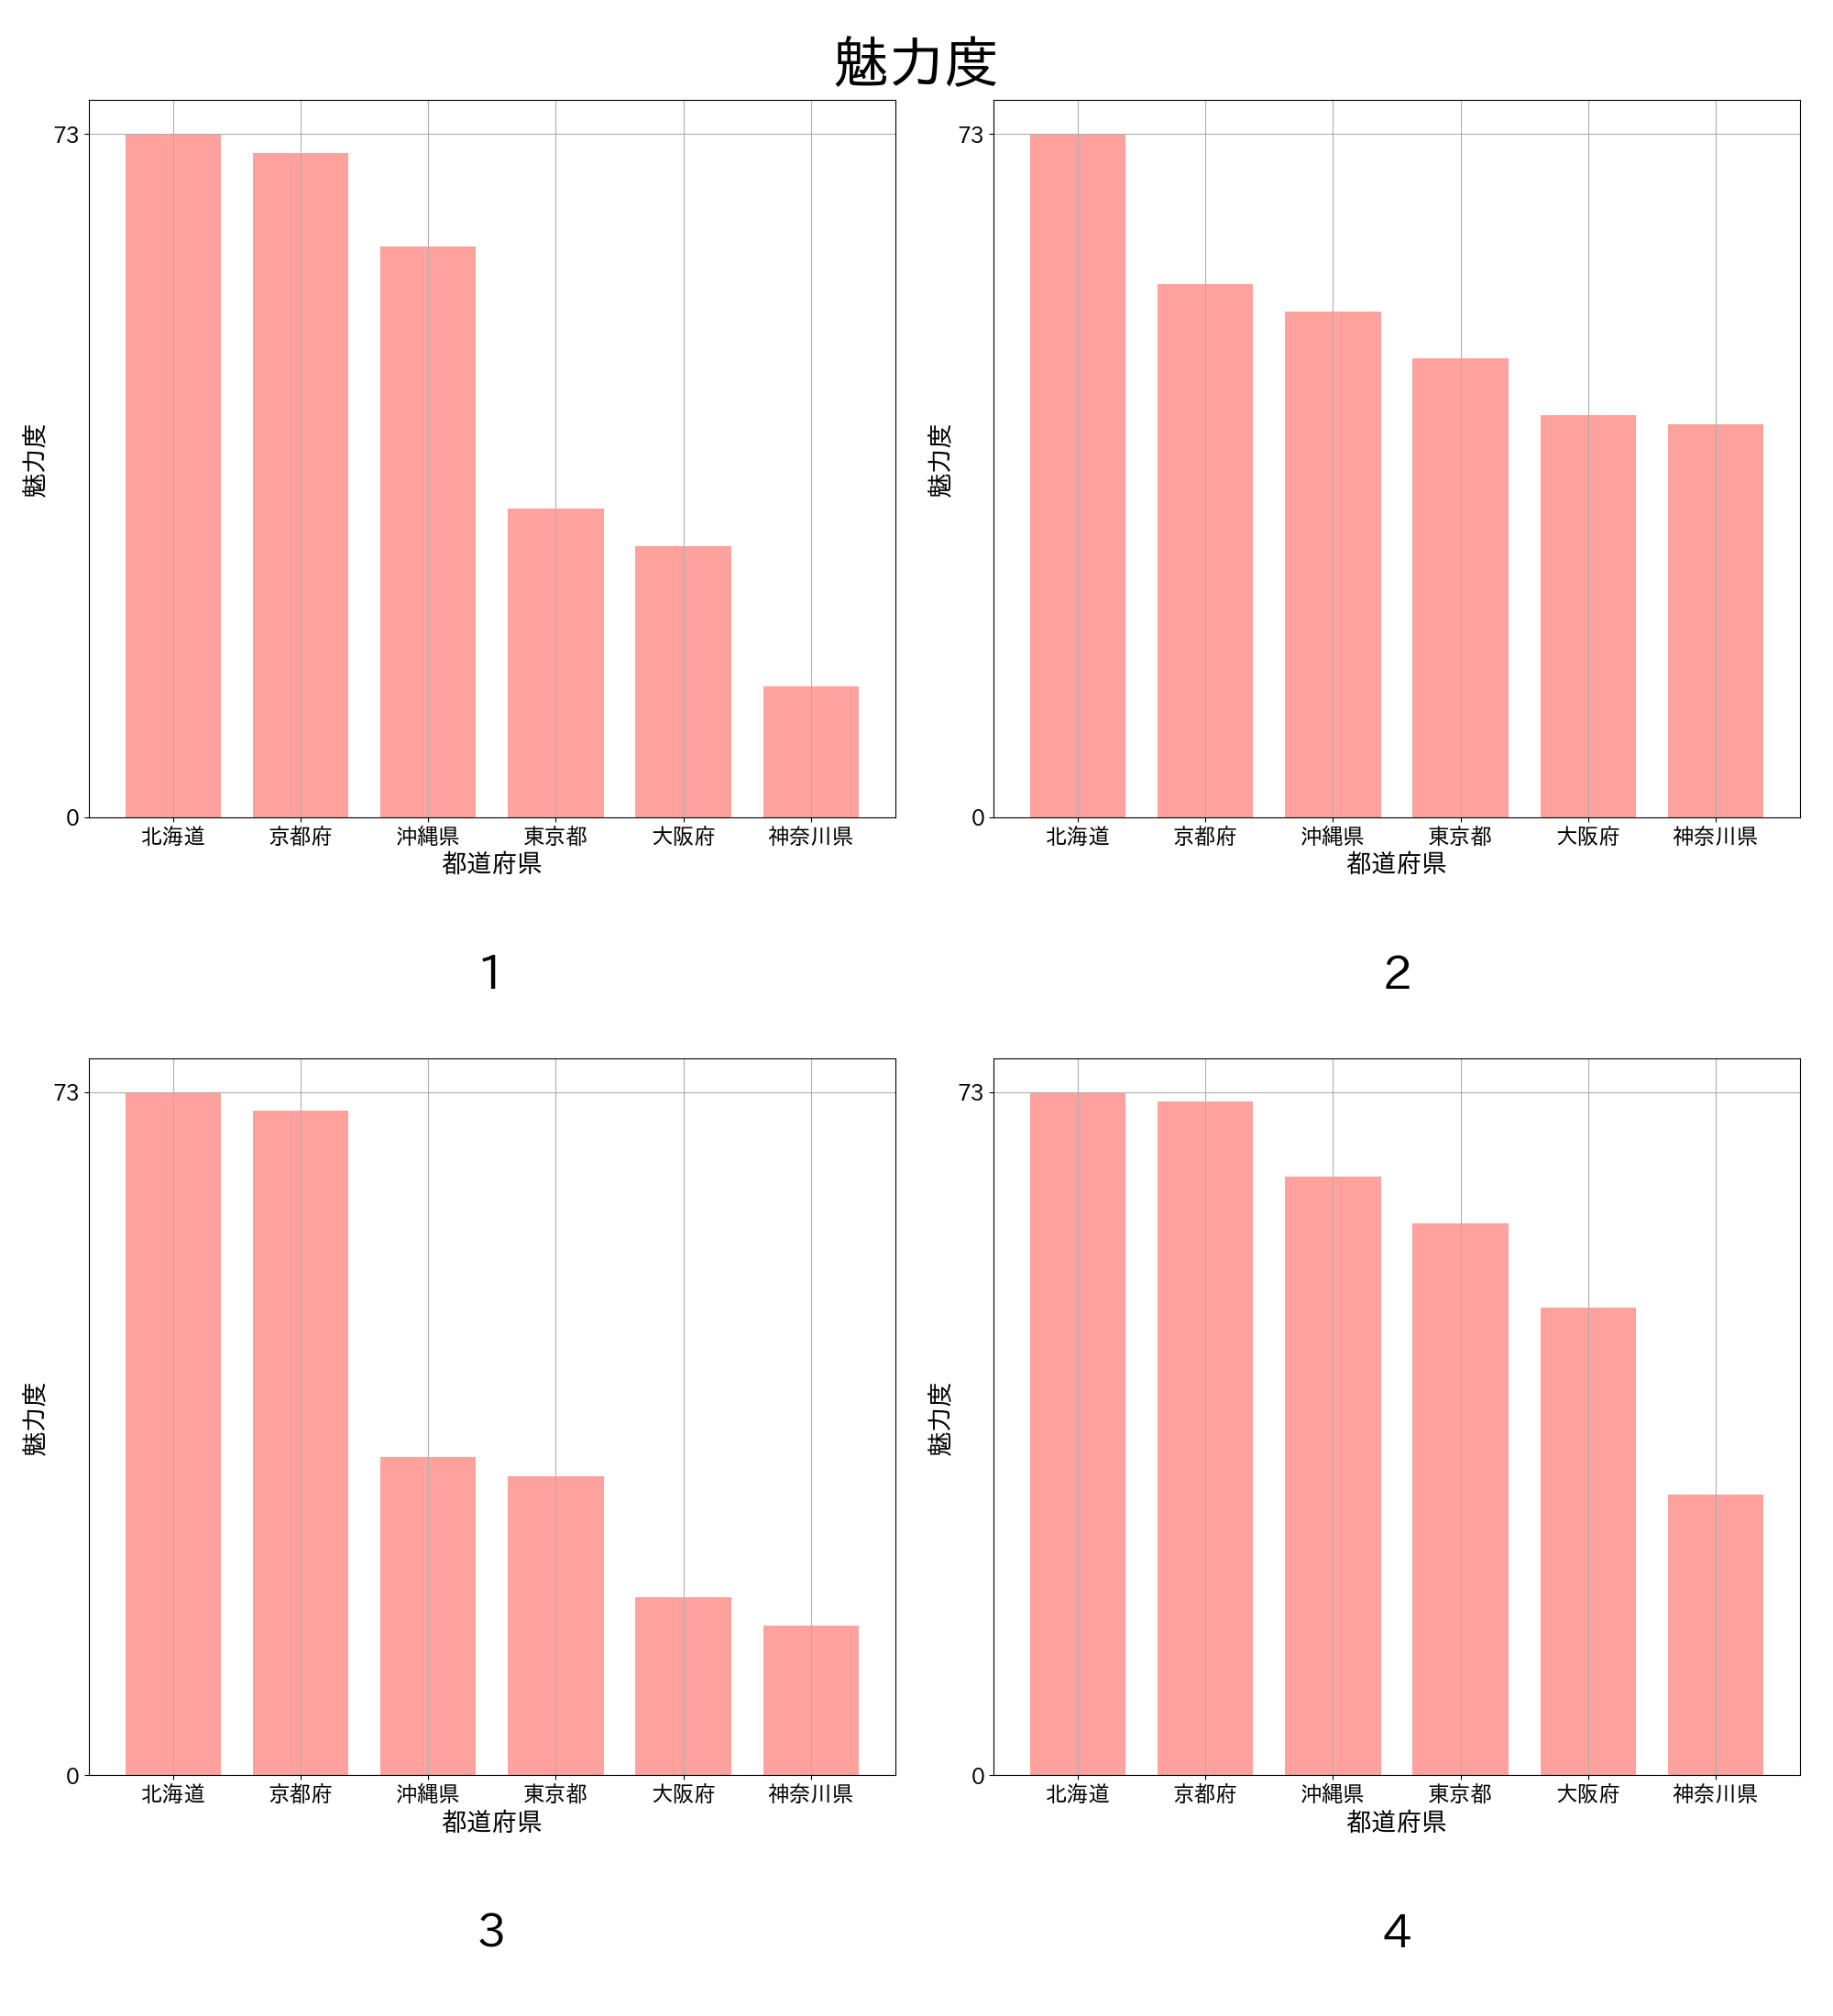 魅力度
73
0
魅力度
北海道 京都府 沖縄県 東京都 大阪府 神奈川県
都道府県
1
73
0
魅力度
北海道 京都府 沖縄県 東京都 大阪府 神奈川県
都道府県
2
73
0
魅力度
北海道 京都府 沖縄県 東京都 大阪府 神奈川県
都道府県
3
73
0
魅力度
北海道 京都府 沖縄県 東京都 大阪府 神奈川県
都道府県
4